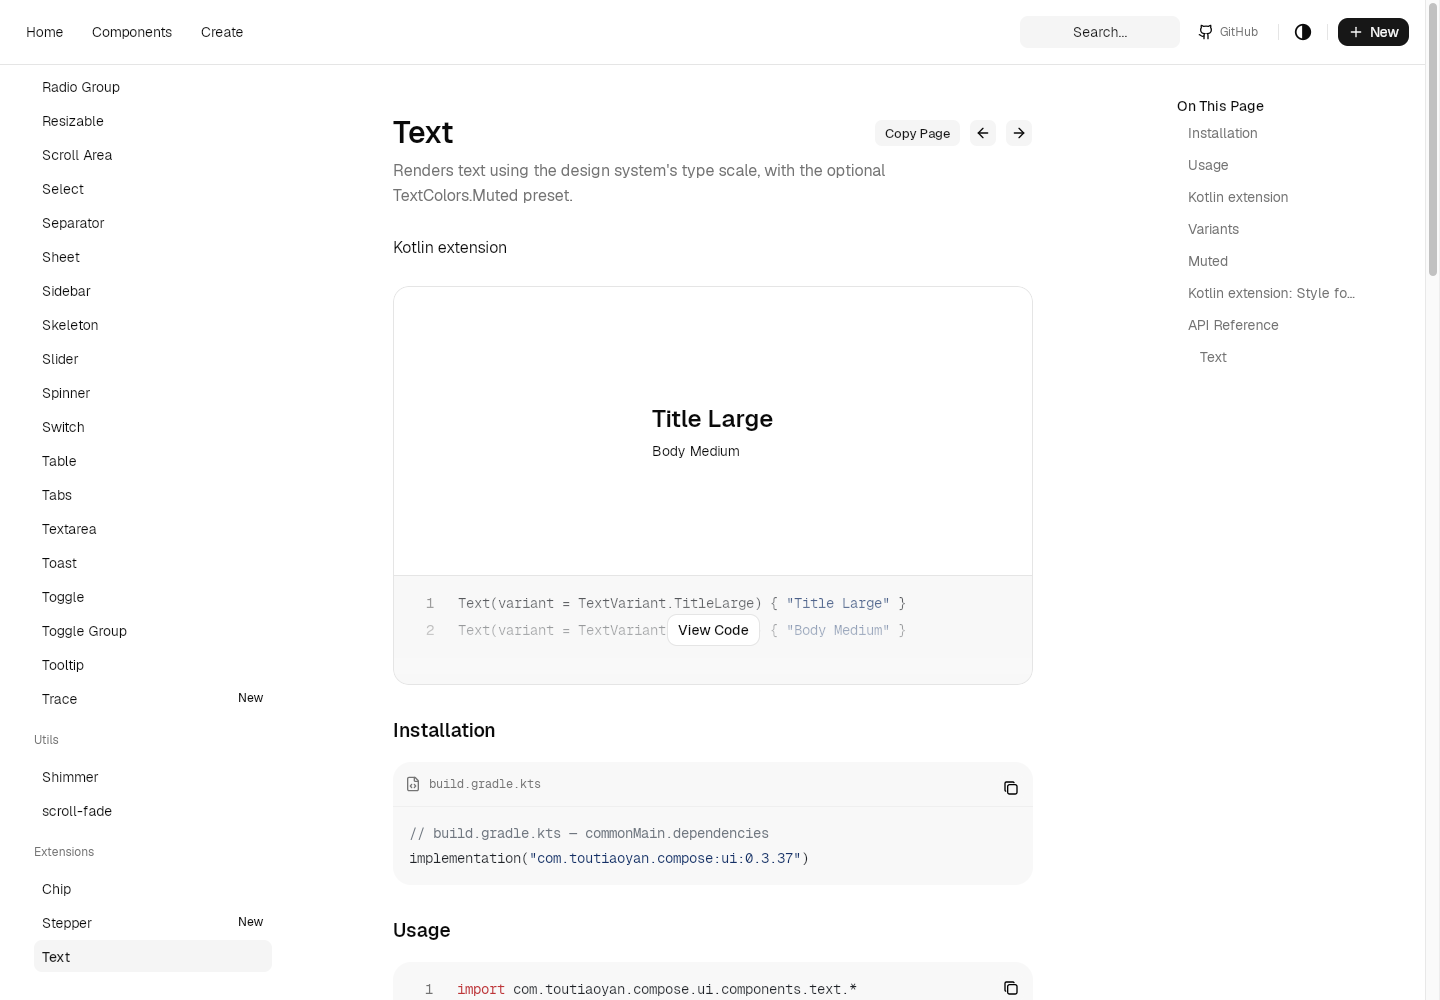 Home
Components
Create
Search...
GitHub
New
Radio Group
Resizable
Scroll Area
Select
Separator
Sheet
Sidebar
Skeleton
Slider
Spinner
Switch
Table
Tabs
Textarea
Toast
Toggle
Toggle Group
Tooltip
Trace New
Utils
Shimmer
scroll-fade
Extensions
Chip
Stepper New
Text
Text
Copy Page
Renders text using the design system's type scale, with the optional
TextColors.Muted preset.
Kotlin extension
Title Large
Body Medium
1 Text(variant = TextVariant.TitleLarge) { "Title Large" }
2 Text(variant = TextVariant { "Body Medium" }
View Code
Installation
build.gradle.kts
// build.gradle.kts — commonMain.dependencies
implementation("com.toutiaoyan.compose:ui:0.3.37")
Usage
1 import com.toutiaoyan.compose.ui.components.text.*
On This Page
Installation
Usage
Kotlin extension
Variants
Muted
Kotlin extension: Style fo…
API Reference
Text